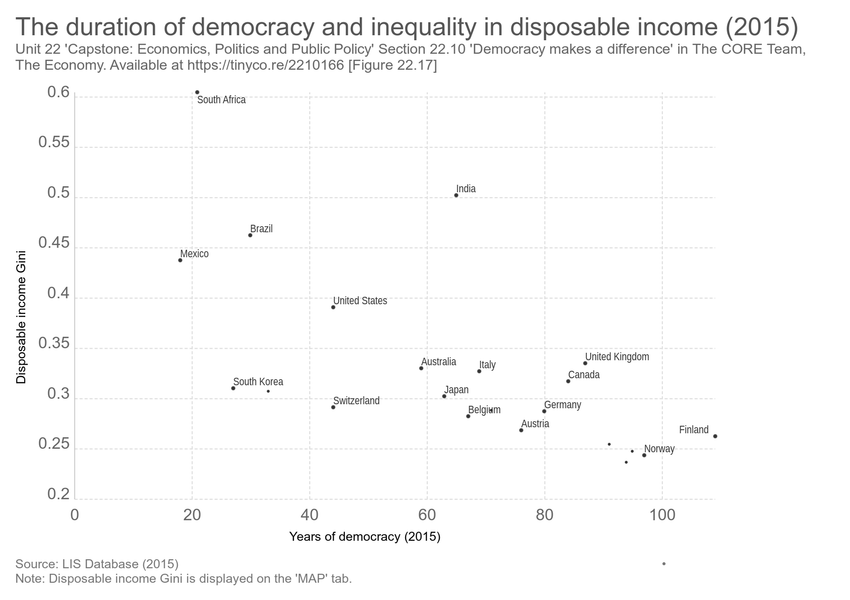 The duration of democracy and inequality in disposable income (2015)
Unit 22 'Capstone: Economics, Politics and Public Policy' Section 22.10 'Democracy makes a difference' in The CORE Team,
The Economy. Available at https://tinyco.re/2210166 [Figure 22.17]
0.6
South Africa
0.55
India
0.5
Brazil
0.45
Mexico
0.4
United States
0.35
Australia
Italy
United Kingdom
Canada
South Korea
Japan
0.3
Switzerland
Belgium
Germany
Austria
Finland
0.25
Norway
0.2
0
20
40
60
80
100
Disposable income Gini
Years of democracy (2015)
Source: LIS Database (2015)
Note: Disposable income Gini is displayed on the 'MAP' tab.